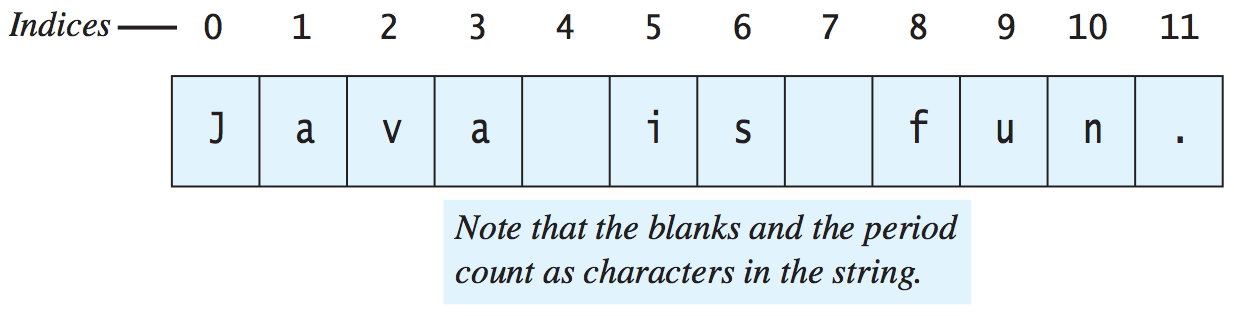 Indices 0 1 2 3 4 5 6 7 8 9 10 11
J a v a i s f u n .
Note that the blanks and the period
count as characters in the string.